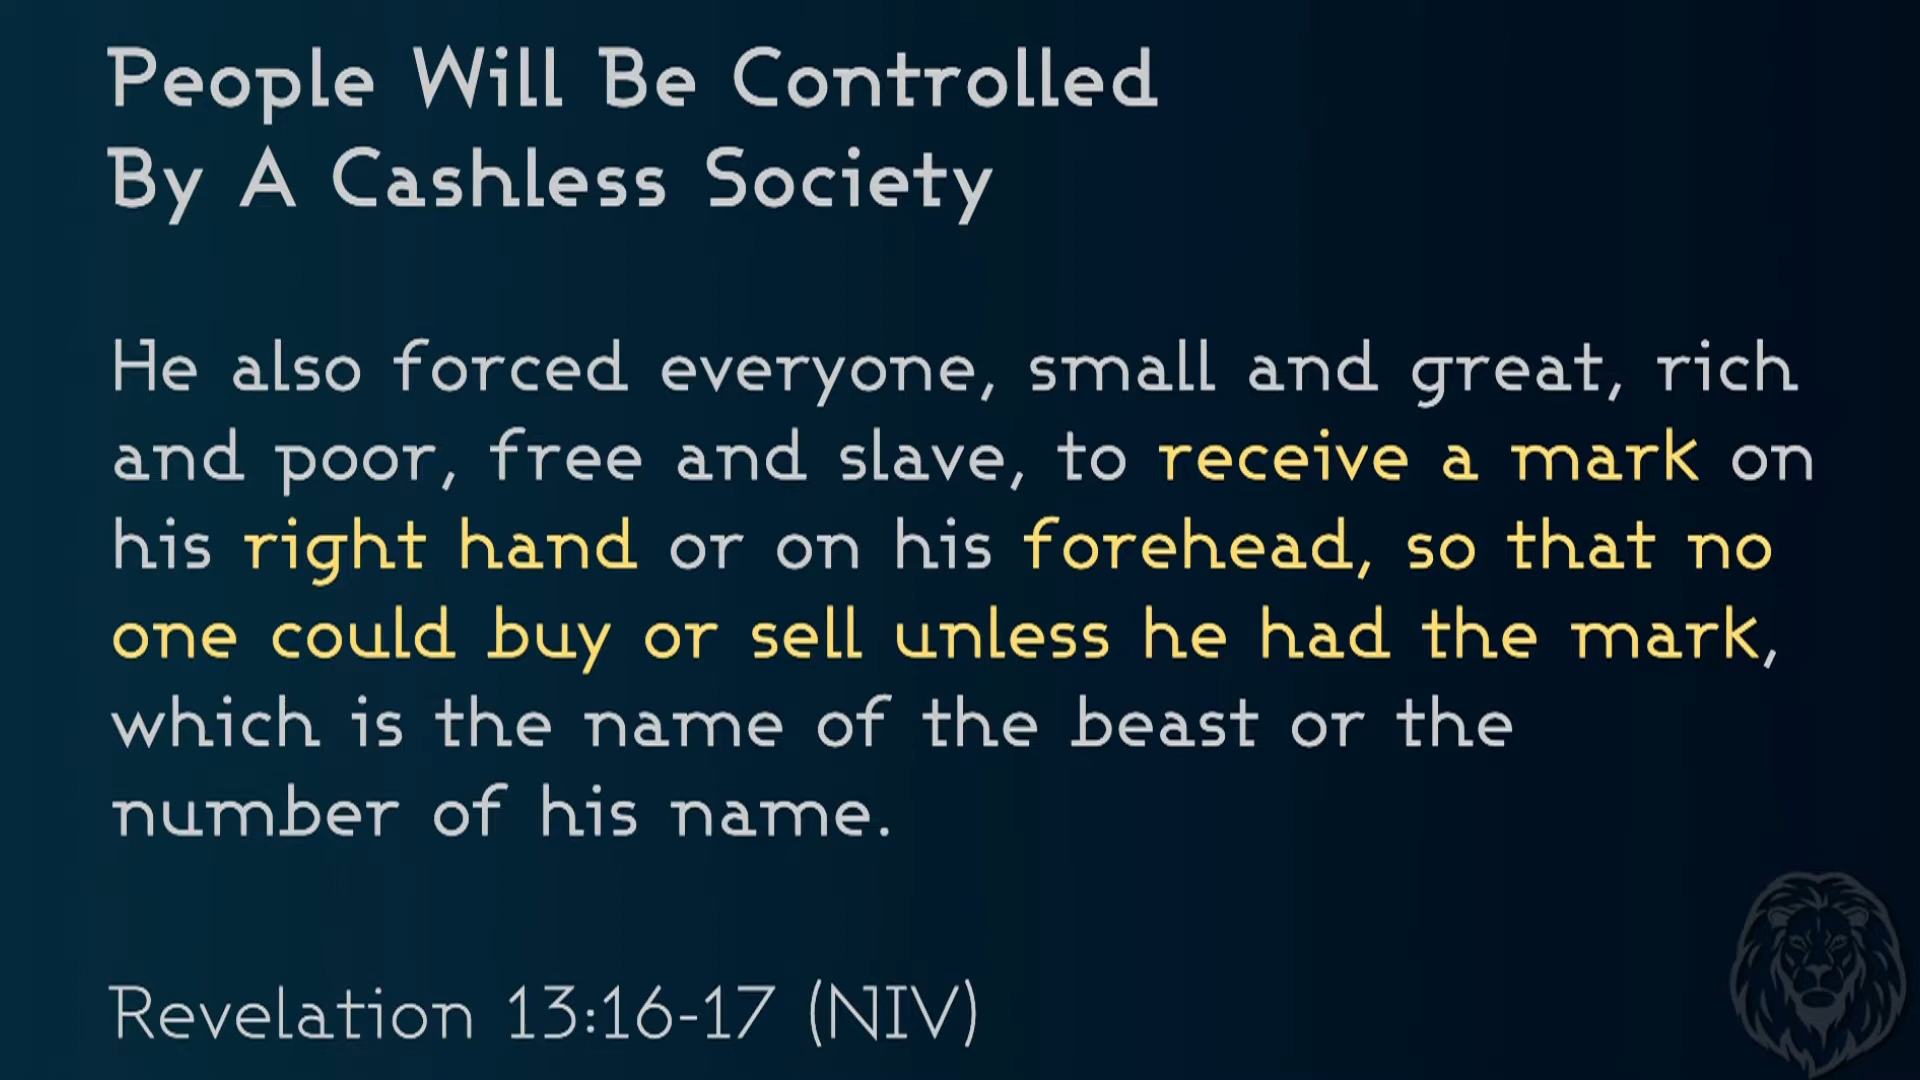 People Will Be Controlled
By A Cashless Society
He also forced everyone, small and great, rich
and poor, free and slave, to receive a mark on
his right hand or on his forehead, so that no
one could buy or sell unless he had the mark,
which is the name of the beast or the
number of his name.
Revelation 13:16-17 (NIV)